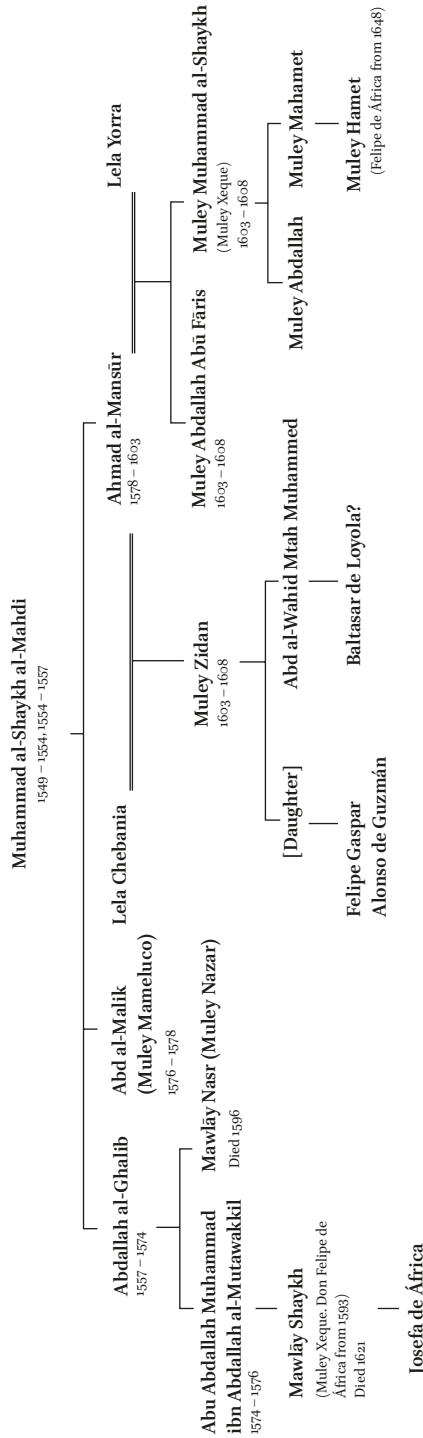 Muhammad al-Shaykh al-Mahdi
1549 – 1554, 1554 – 1557
Abdallah al-Ghalib
1557 – 1574
Abd al-Malik
(Muley Mameluco)
1576 – 1578
Lela Chebania
Ahmad al-Mansūr
1578 – 1603
Lela Yorra
Abu Abdallah Muhammad
ibn Abdallah al-Mutawakkil
1574 – 1576
Mawlāy Nasr (Muley Nazar)
Died 1596
Muley Zidan
1603 – 1608
Muley Abdallah Abū Fāris
1603 – 1608
Muley Muhammad al-Shaykh
(Muley Xeque)
1603 – 1608
Mawlāy Shaykh
(Muley Xeque. Don Felipe de
África from 1593)
Died 1621
[Daughter]
Abd al-Wahid Mtah Muhammed
Muley Abdallah
Muley Mahamet
Josefa de África
Felipe Gaspar
Alonso de Guzmán
Baltasar de Loyola?
Muley Hamet
(Felipe de África from 1648)